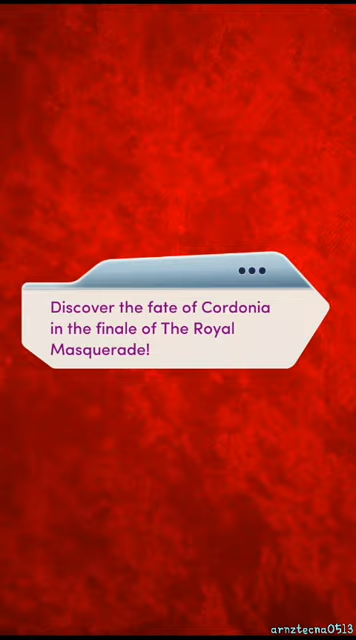 Discover the fate of Cordonia
in the finale of The Royal
Masquerade!
arnztecna0513